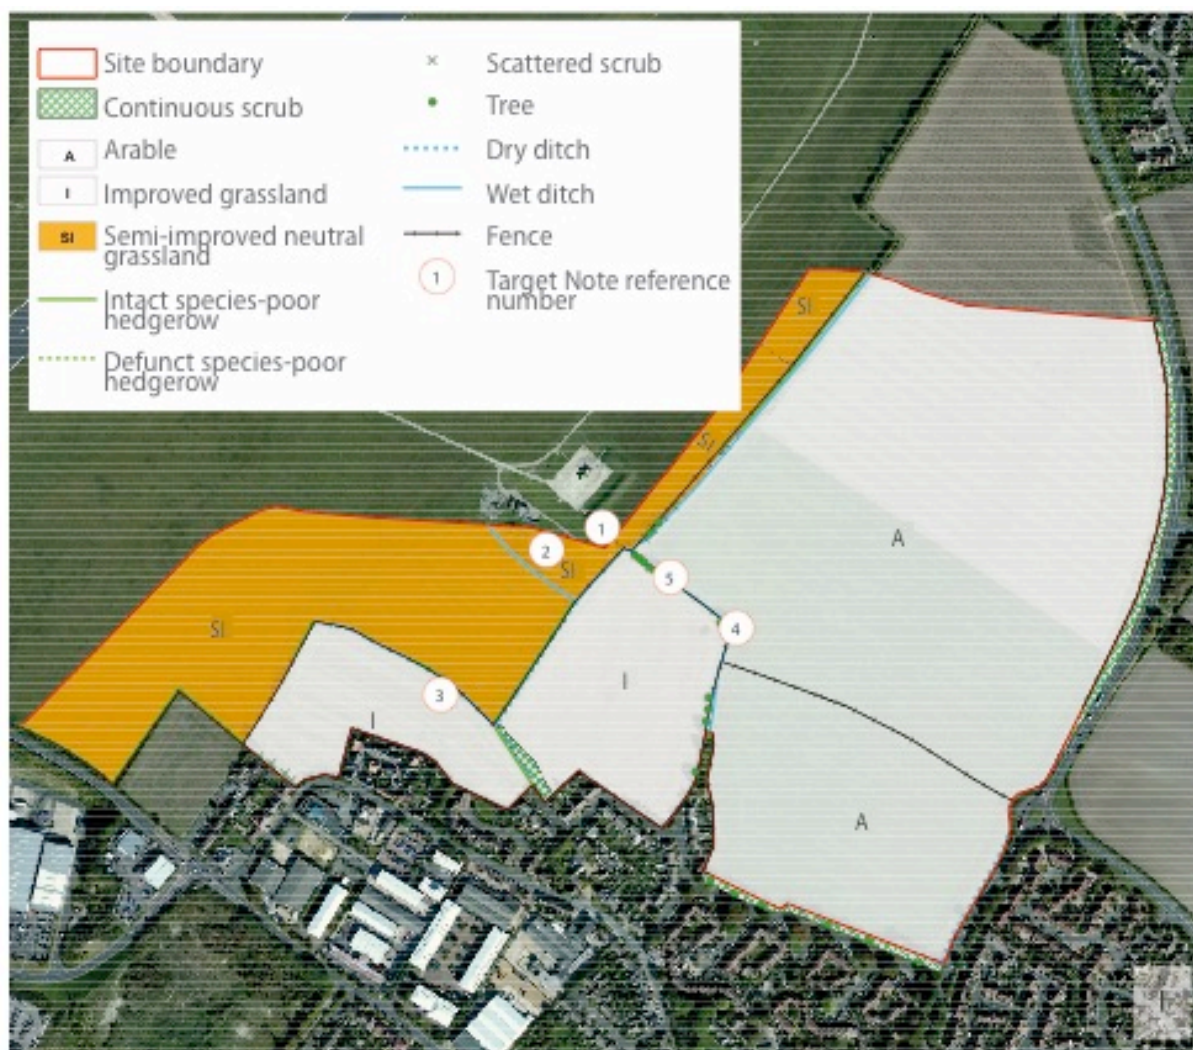 Site boundary
Continuous scrub
A Arable
I Improved grassland
SI Semi-improved neutral
grassland
Intact species-poor
hedgerow
Defunct species-poor
hedgerow
Scattered scrub
Tree
Dry ditch
Wet ditch
Fence
1 Target Note reference
number
SI
SI
1
2
SI
5
A
4
SI
3
I
I
A